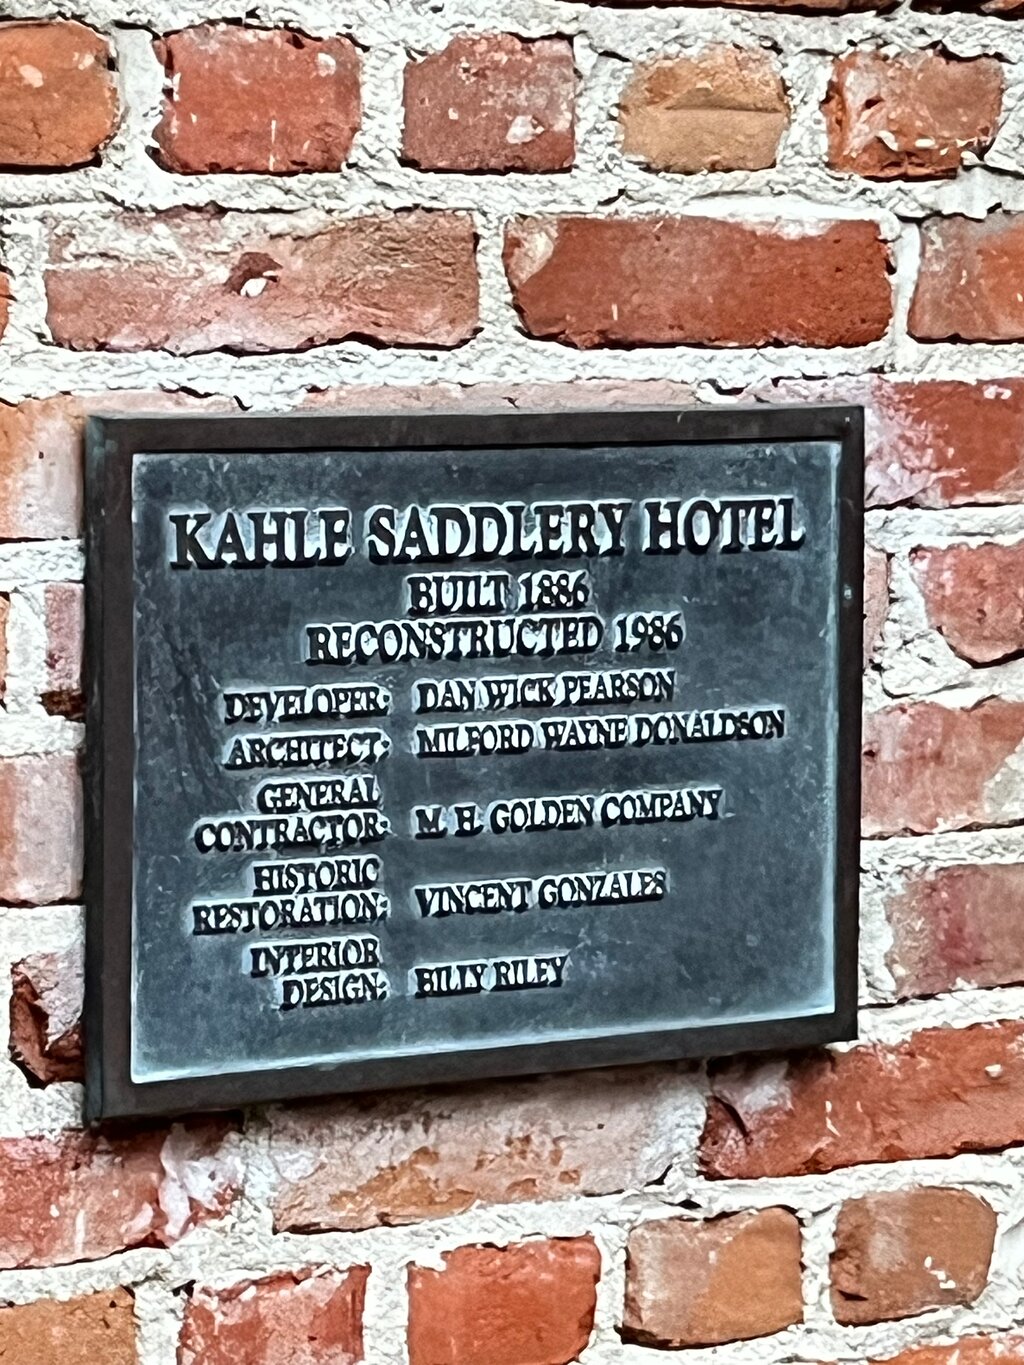 KAHLE SADDLERY HOTEL
BUILT 1886
RECONSTRUCTED 1986
DEVELOPER: DAN WICK PEARSON
ARCHITECT: MILFORD WAYNE DONALDSON
GENERAL
CONTRACTOR: M. H. GOLDEN COMPANY
HISTORIC
RESTORATION: VINCENT GONZALES
INTERIOR
DESIGN: BILLY RILEY